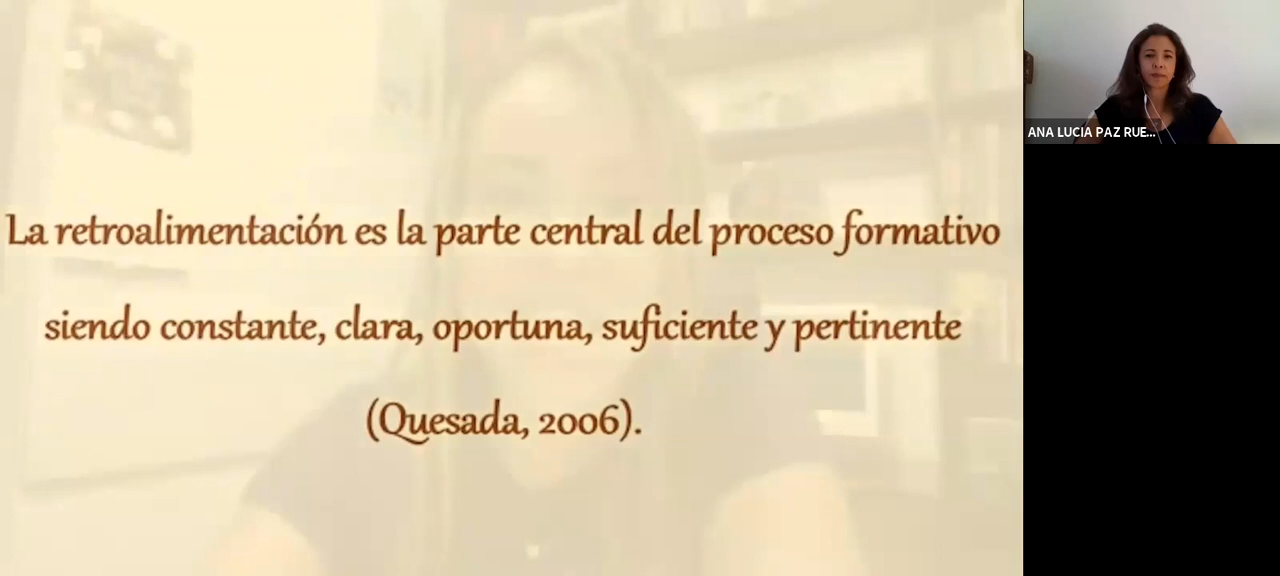 La retroalimentación es la parte central del proceso formativo
siendo constante, clara, oportuna, suficiente y pertinente
(Quesada, 2006).
ANA LUCIA PAZ RUE...